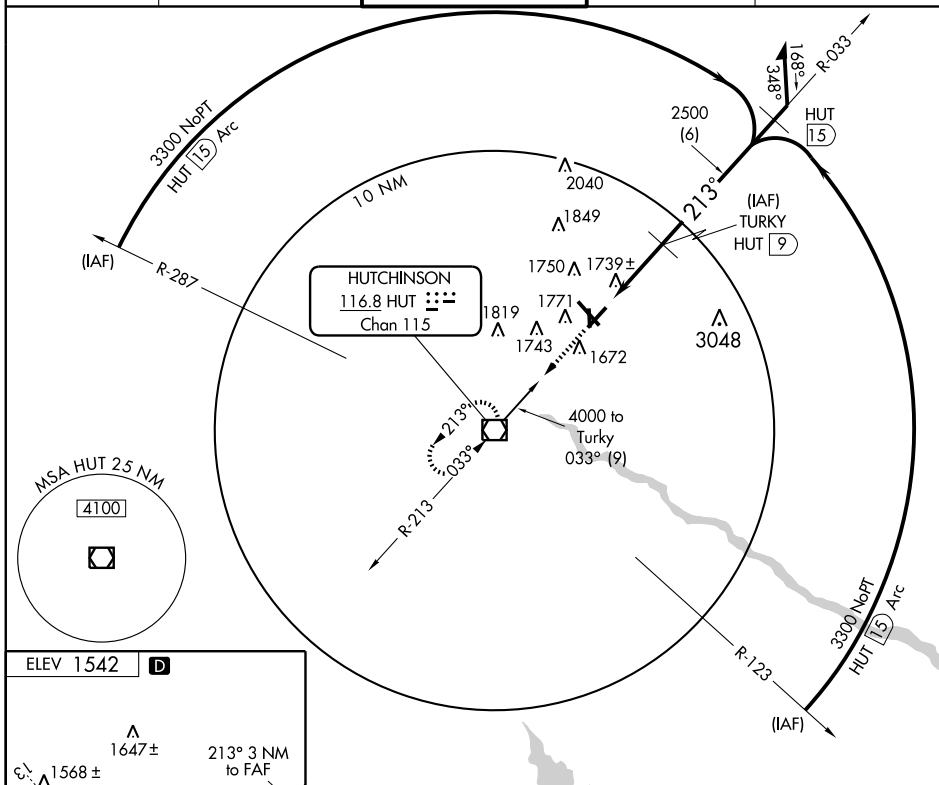 3300 NoPT
HUT 15 Arc
(IAF)
R-287
10 NM
2040
1849
1750
1739±
1771
1819
1743
1672
3048
2500
(6)
213°
168°
348°
R-033
HUT
15
(IAF)
TURKY
HUT 9
HUTCHINSON
116.8 HUT
Chan 115
4000 to
Turky
033° (9)
213°
033°
R-213
MSA HUT 25 NM
4100
R-123
3300 NoPT
HUT 15 Arc
(IAF)
ELEV 1542 D
1647±
1568±
213° 3 NM
to FAF